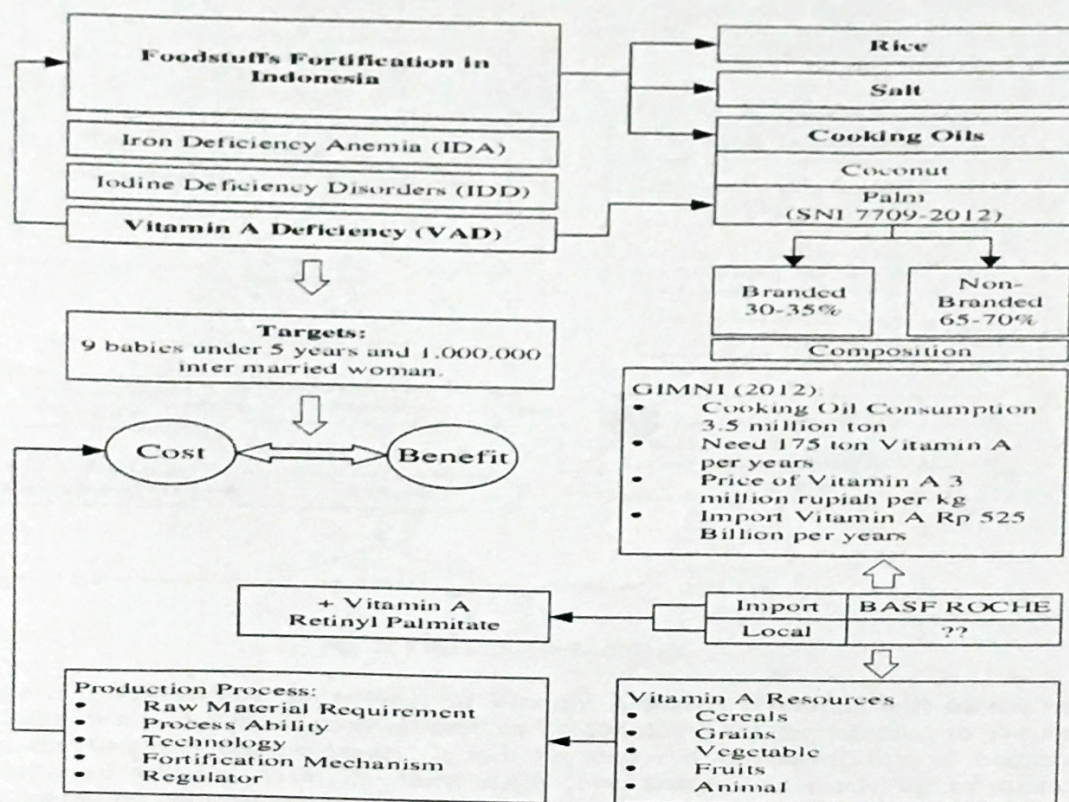 Foodstuffs Fortification in
Indonesia
Iron Deficiency Anemia (IDA)
Iodine Deficiency Disorders (IDD)
Vitamin A Deficiency (VAD)
Rice
Salt
Cooking Oils
Coconut
Palm
(SNI 7709-2012)
Branded
30-35%
Non-
Branded
65-70%
Composition
Targets:
9 babies under 5 years and 1.000.000
inter married woman.
Cost
Benefit
GIMNI (2012):
• Cooking Oil Consumption
3.5 million ton
• Need 175 ton Vitamin A
per years
• Price of Vitamin A 3
million rupiah per kg
• Import Vitamin A Rp 525
Billion per years
+ Vitamin A
Retinyl Palmitate
Import BASF ROCHE
Local ??
Production Process:
• Raw Material Requirement
• Process Ability
• Technology
• Fortification Mechanism
• Regulator
Vitamin A Resources
• Cereals
• Grains
• Vegetable
• Fruits
• Animal